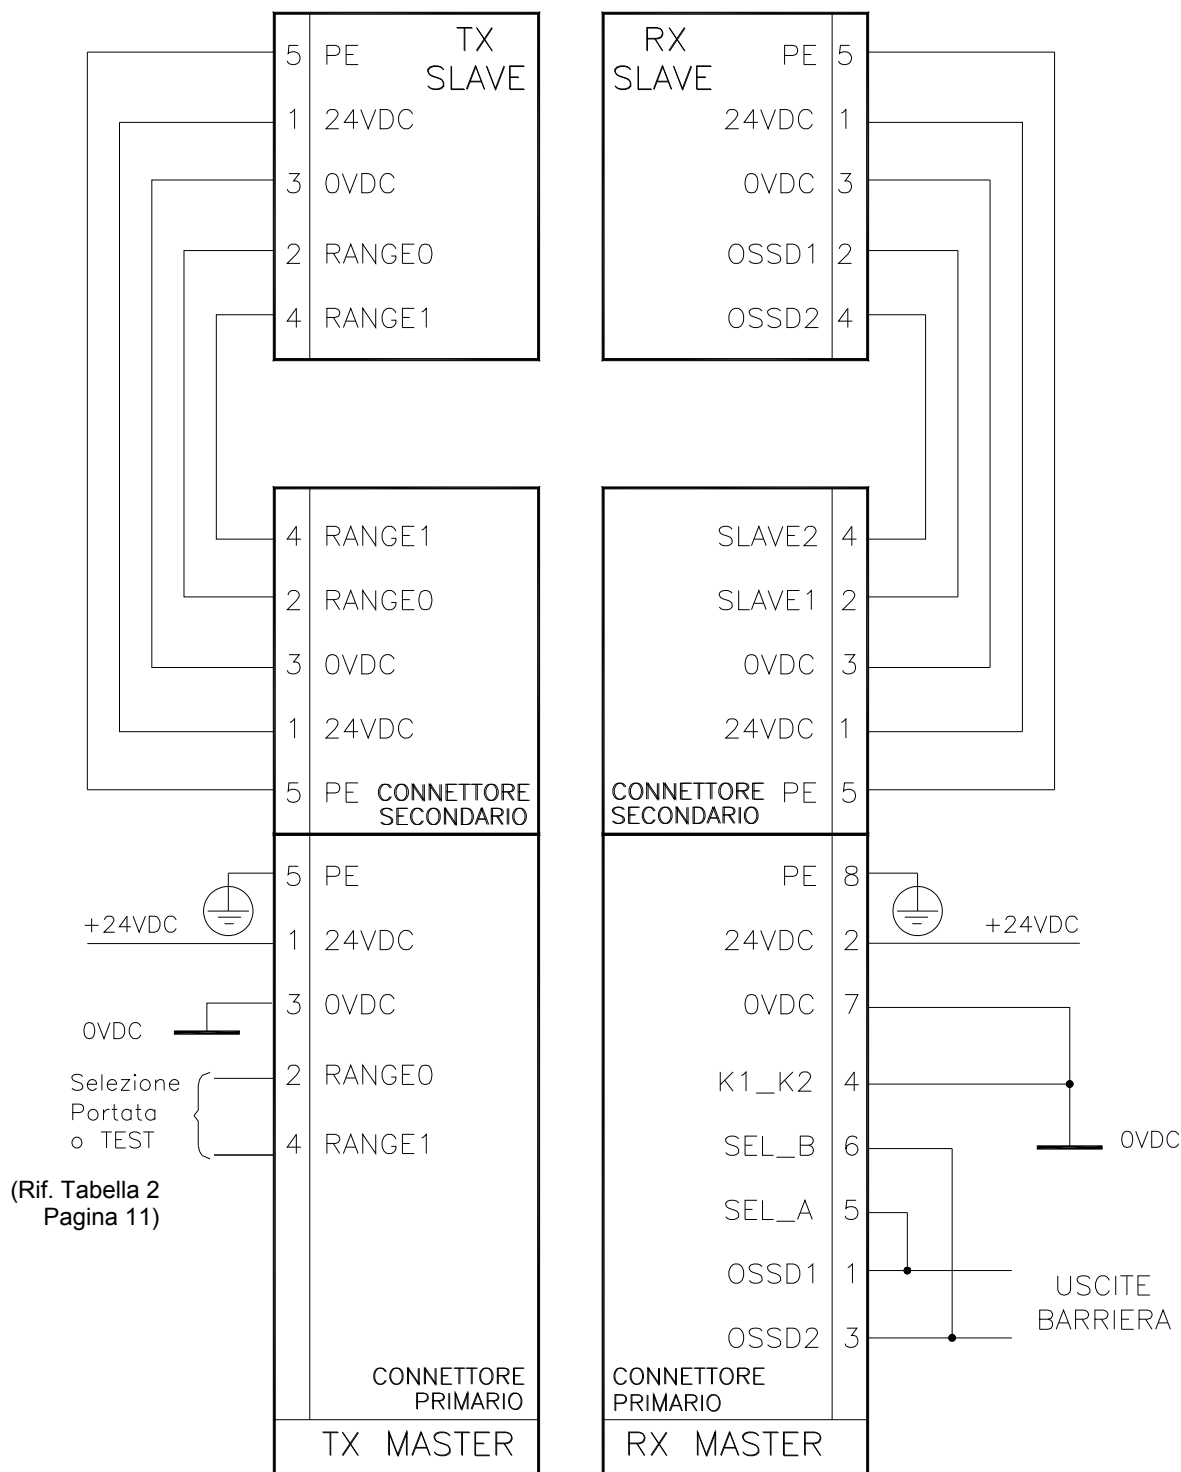 TX
SLAVE
5 PE
1 24VDC
3 0VDC
2 RANGE0
4 RANGE1
RX
SLAVE
PE 5
24VDC 1
0VDC 3
OSSD1 2
OSSD2 4
4 RANGE1
2 RANGE0
3 0VDC
1 24VDC
5 PE
CONNETTORE
SECONDARIO
SLAVE2 4
SLAVE1 2
0VDC 3
24VDC 1
PE 5
CONNETTORE
SECONDARIO
5 PE
+24VDC
1 24VDC
3 0VDC
0VDC
2 RANGE0
4 RANGE1
Selezione
Portata
o TEST
(Rif. Tabella 2
Pagina 11)
CONNETTORE
PRIMARIO
TX MASTER
PE 8
24VDC 2
+24VDC
0VDC 7
K1_K2 4
0VDC
SEL_B 6
SEL_A 5
OSSD1 1
OSSD2 3
USCITE
BARRIERA
CONNETTORE
PRIMARIO
RX MASTER